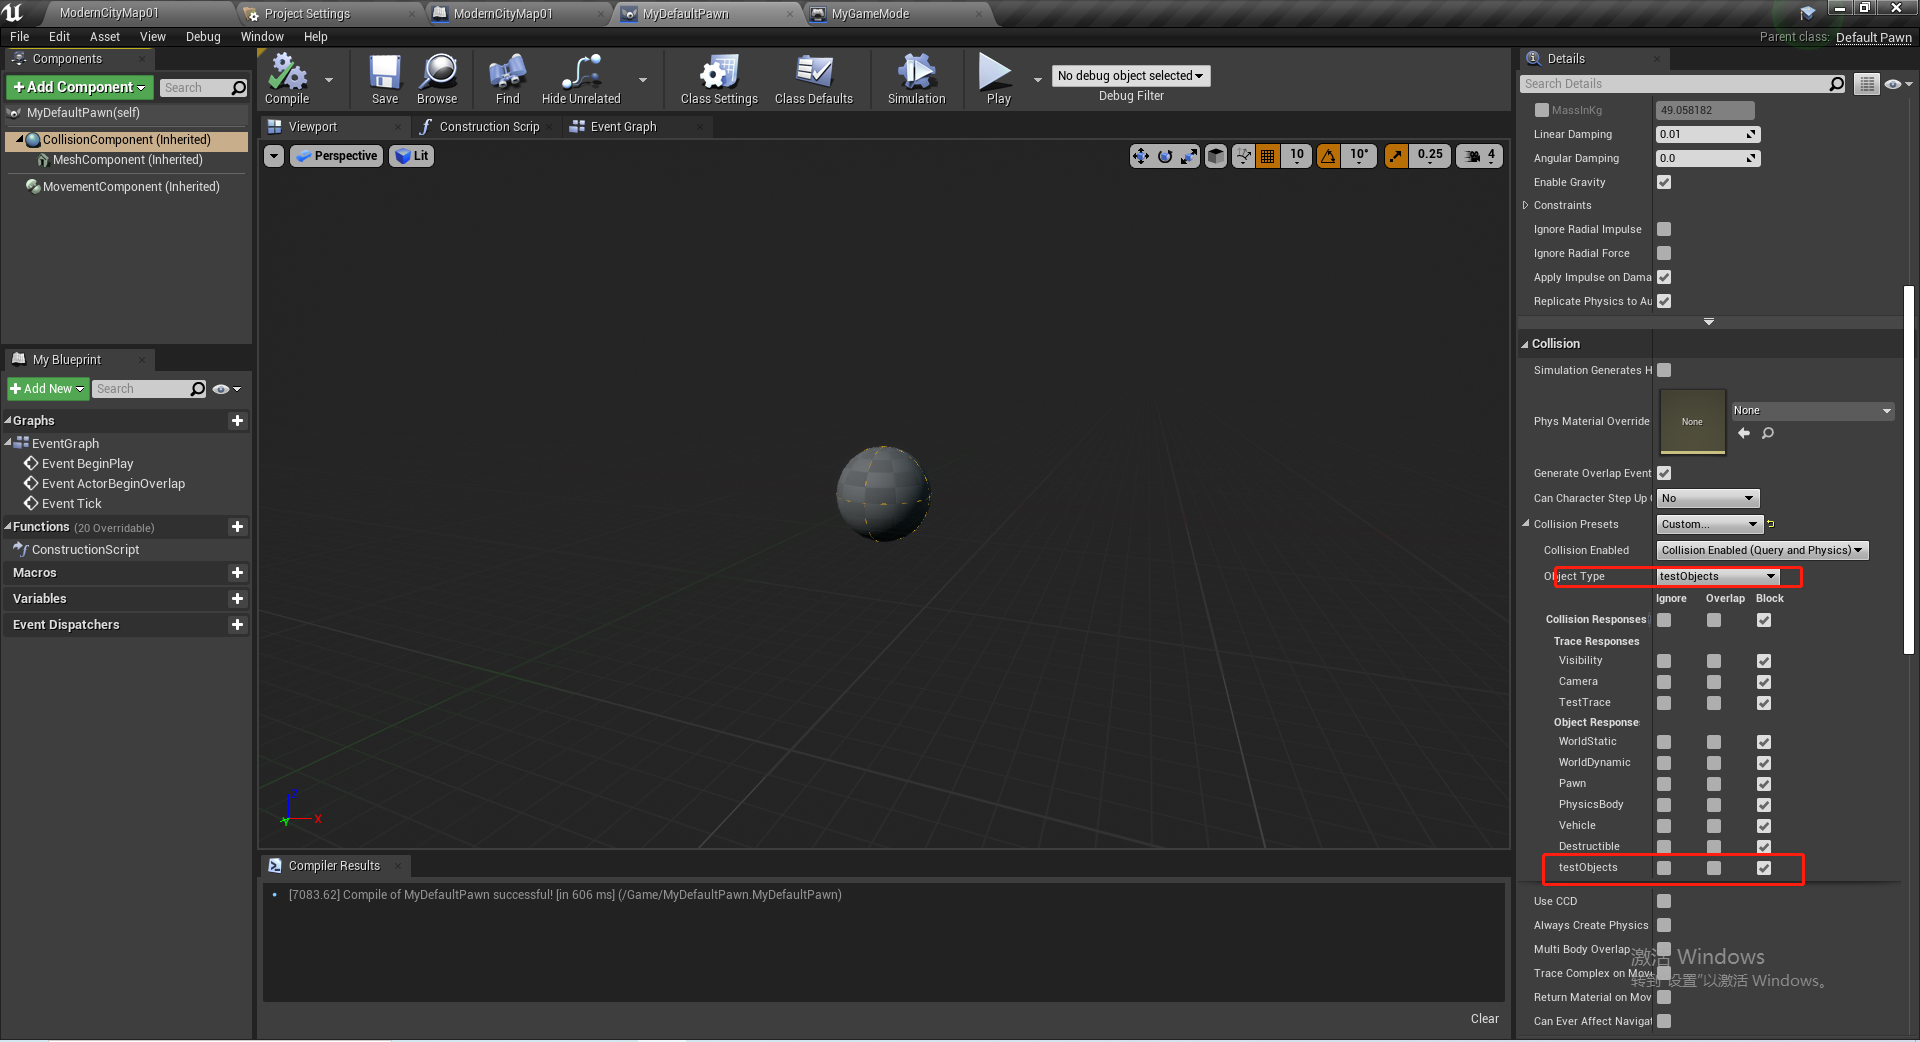 ModernCityMap01
Project Settings
ModernCityMap01
MyDefaultPawn
MyGameMode
File Edit Asset View Debug Window Help
Parent class: Default Pawn
Components
Add Component
Search
MyDefaultPawn(self)
CollisionComponent (Inherited)
MeshComponent (Inherited)
MovementComponent (Inherited)
My Blueprint
Add New
Search
Graphs
EventGraph
Event BeginPlay
Event ActorBeginOverlap
Event Tick
Functions (20 Overridable)
ConstructionScript
Macros
Variables
Event Dispatchers
Compile
Save
Browse
Find
Hide Unrelated
Class Settings
Class Defaults
Simulation
Play
No debug object selected
Debug Filter
Viewport
Construction Scrip
Event Graph
Perspective
Lit
10
10°
0.25
4
X
Compiler Results
[7083.62] Compile of MyDefaultPawn successful! [in 606 ms] (/Game/MyDefaultPawn.MyDefaultPawn)
Clear
Details
Search Details
MassInKg 49.058182
Linear Damping 0.01
Angular Damping 0.0
Enable Gravity
Constraints
Ignore Radial Impulse
Ignore Radial Force
Apply Impulse on Dama
Replicate Physics to Au
Collision
Simulation Generates H
Phys Material Override None None
Generate Overlap Event
Can Character Step Up No
Collision Presets Custom...
Collision Enabled Collision Enabled (Query and Physics)
Object Type testObjects
Ignore Overlap Block
Collision Responses
Trace Responses
Visibility
Camera
TestTrace
Object Response
WorldStatic
WorldDynamic
Pawn
PhysicsBody
Vehicle
Destructible
testObjects
Use CCD
Always Create Physics
Multi Body Overlap
Trace Complex on Move
Return Material on Mov
Can Ever Affect Navigat
激活 Windows
转到"设置"以激活 Windows。